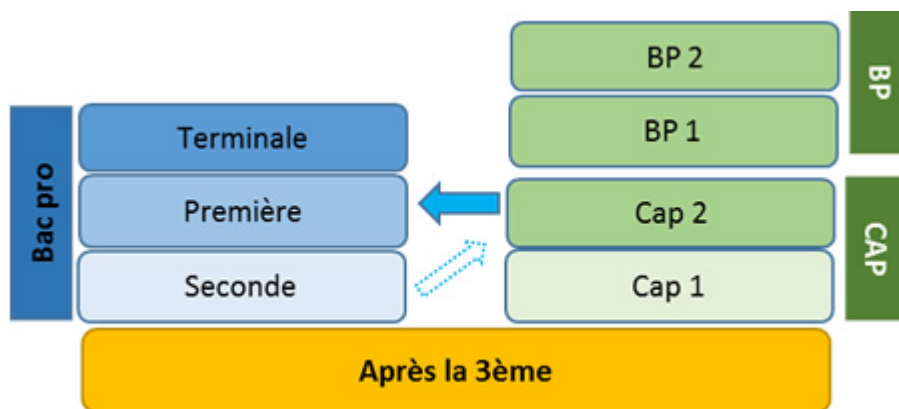 Bac pro
Terminale
Première
Seconde
BP 2
BP 1
Cap 2
Cap 1
BP
CAP
Après la 3ème